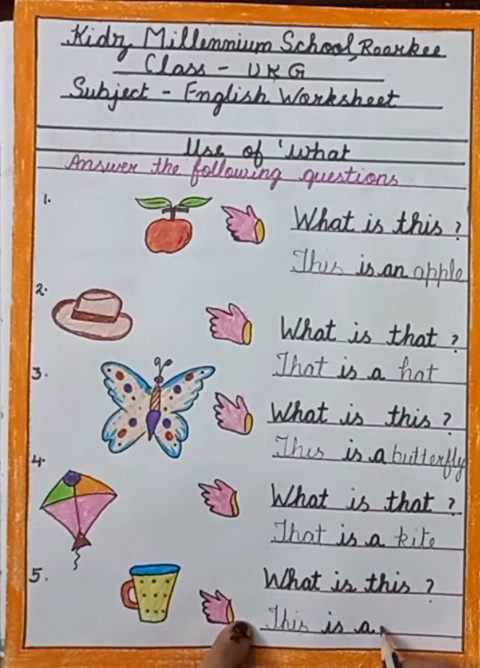 Kidz Millennium School, Roorkee
Class - UKG
Subject - English Worksheet
Use of 'what
Answer the following questions
1.
What is this ?
This is an apple
2.
What is that ?
That is a hat
3.
What is this ?
This is a butterfly
4.
What is that ?
That is a kite
5.
What is this ?
This is a